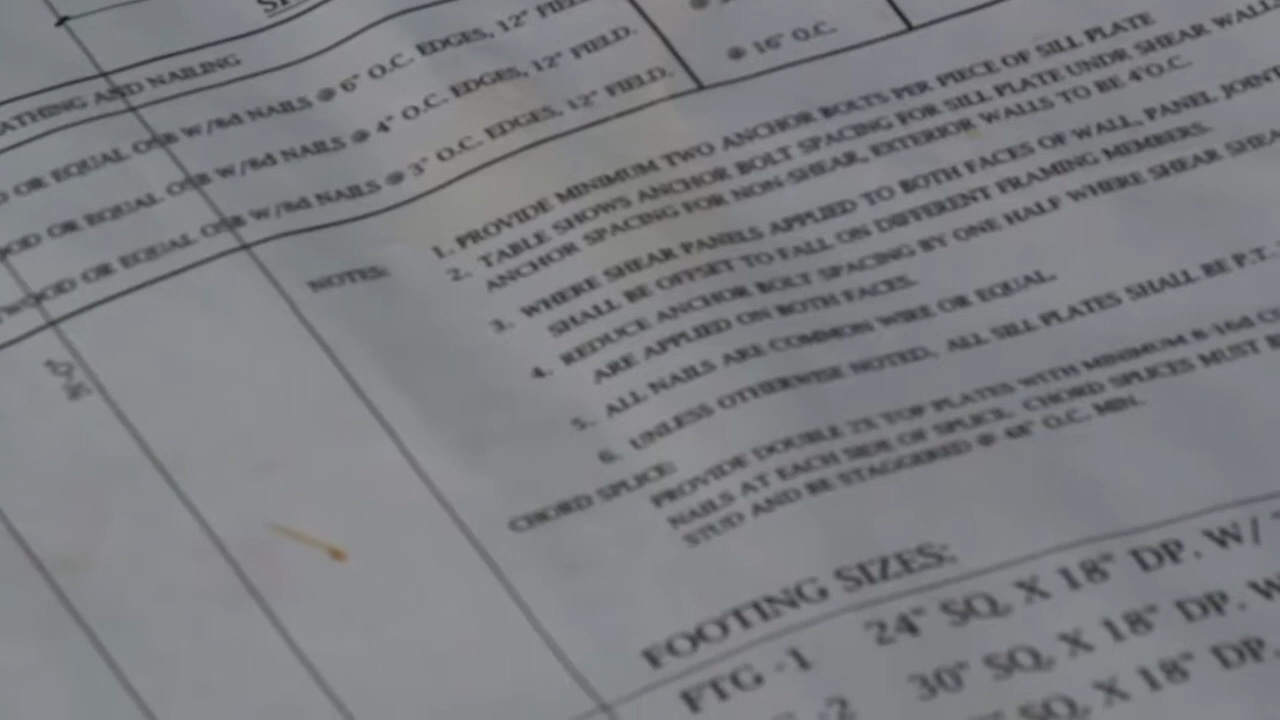 ATHING AND NAILING
OR EQUAL OSB W/8d NAILS @ 6" O.C. EDGES, 12" FIEL
OR EQUAL OSB W/8d NAILS @ 4" O.C. EDGES, 12" FIELD.
OR EQUAL OSB W/8d NAILS @ 3" O.C. EDGES, 12" FIELD.
@ 16" O.C.
NOTES:
1. PROVIDE MINIMUM TWO ANCHOR BOLTS PER PIECE OF SILL PLATE
2. TABLE SHOWS ANCHOR BOLT SPACING FOR SILL PLATE UNDR SHEAR WALLS
ANCHOR SPACING FOR NON-SHEAR, EXTERIOR WALLS TO BE 4'O.C.
3. WHERE SHEAR PANELS APPLIED TO BOTH FACES OF WALL, PANEL JOINT
SHALL BE OFFSET TO FALL ON DIFFERENT FRAMING MEMBERS.
4. REDUCE ANCHOR BOLT SPACING BY ONE HALF WHERE SHEAR SHEA
ARE APPLIED ON BOTH FACES.
5. ALL NAILS ARE COMMON WIRE OR EQUAL.
6. UNLESS OTHERWISE NOTED, ALL SILL PLATES SHALL BE P.T.
CHORD SPLICE: PROVIDE DOUBLE 2X TOP PLATES WITH MINIMUM 8-16d CO
NAILS AT EACH SIDE OF SPLICE. CHORD SPLICES MUST B
STUD AND BE STAGGERED @ 48" O.C. MIN.
FOOTING SIZES:
FTG -1 24" SQ. X 18" DP. W/
-2 30" SQ. X 18" DP. W
SQ. X 18" DP.